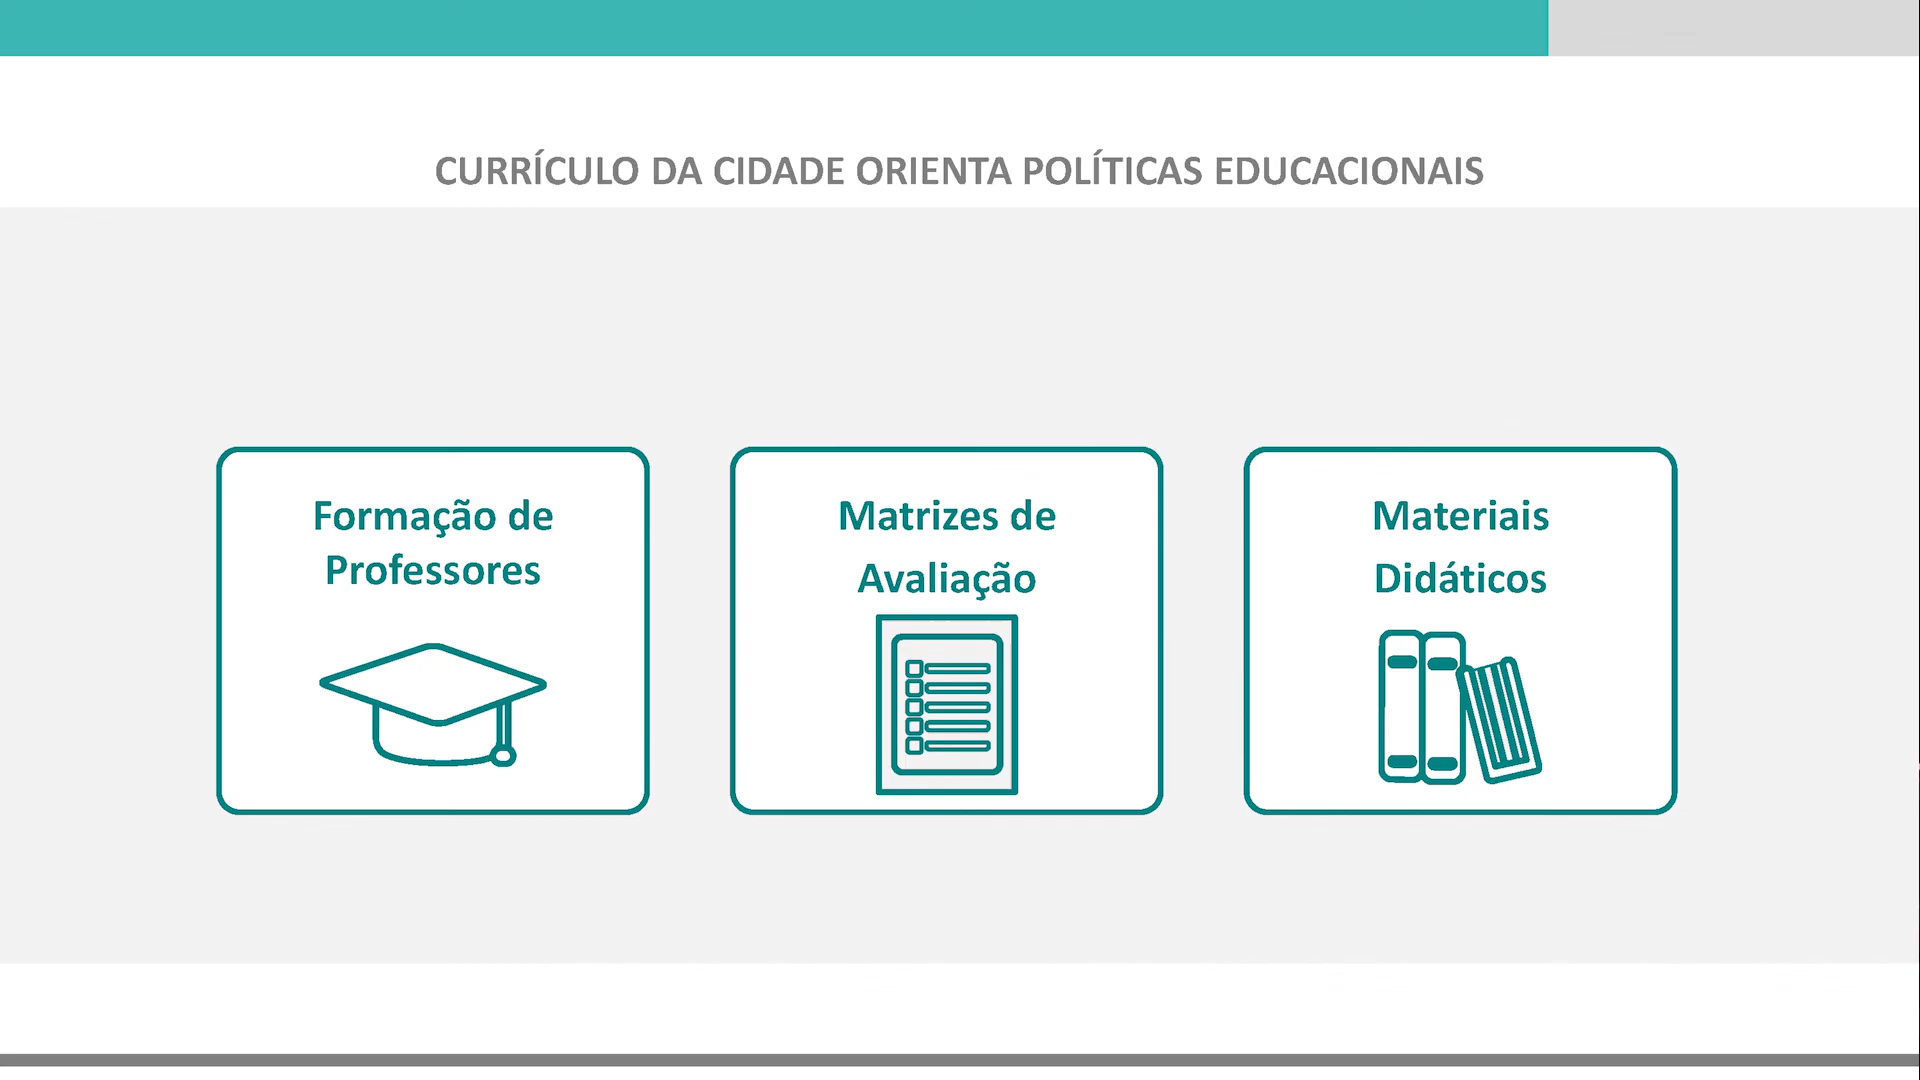 CURRÍCULO DA CIDADE ORIENTA POLÍTICAS EDUCACIONAIS
Formação de
Professores
Matrizes de
Avaliação
Materiais
Didáticos